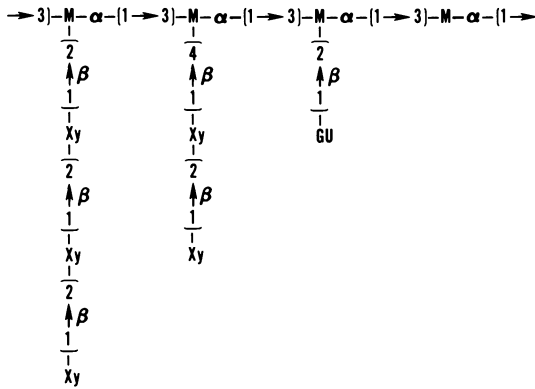 →3)–M–α–(1→3)–M–α–(1→3)–M–α–(1→3)–M–α–(1→
2 4 2
β β β
1 1 1
Xy Xy GU
2 2
β β
1 1
Xy Xy
2
β
1
Xy